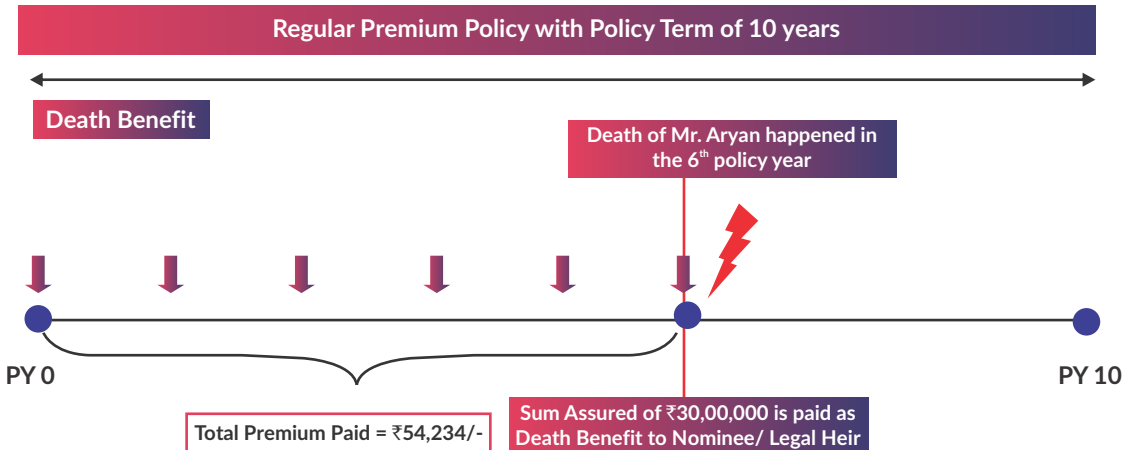 Regular Premium Policy with Policy Term of 10 years
Death Benefit
Death of Mr. Aryan happened in
the 6th policy year
PY 0
PY 10
Total Premium Paid = ₹54,234/-
Sum Assured of ₹30,00,000 is paid as
Death Benefit to Nominee/ Legal Heir